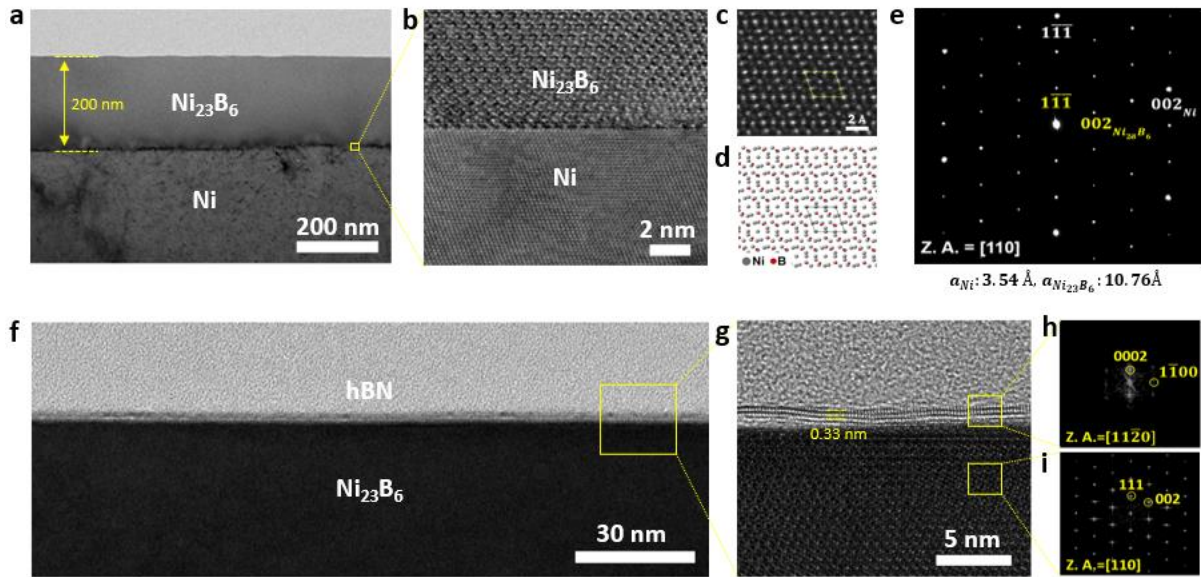 a
200 nm
Ni₂₃B₆
Ni
200 nm
b
Ni₂₃B₆
Ni
2 nm
c
2 Å
d
Ni B
e
11̅1̅
11̅1̅
002Ni₂₃B₆
002Ni
Z. A. = [110]
aNi: 3.54 Å, aNi₂₃B₆: 10.76Å
f
hBN
Ni₂₃B₆
30 nm
g
0.33 nm
5 nm
h
0002
11̅00
Z. A.=[112̅0]
i
111
002
Z. A.=[110]